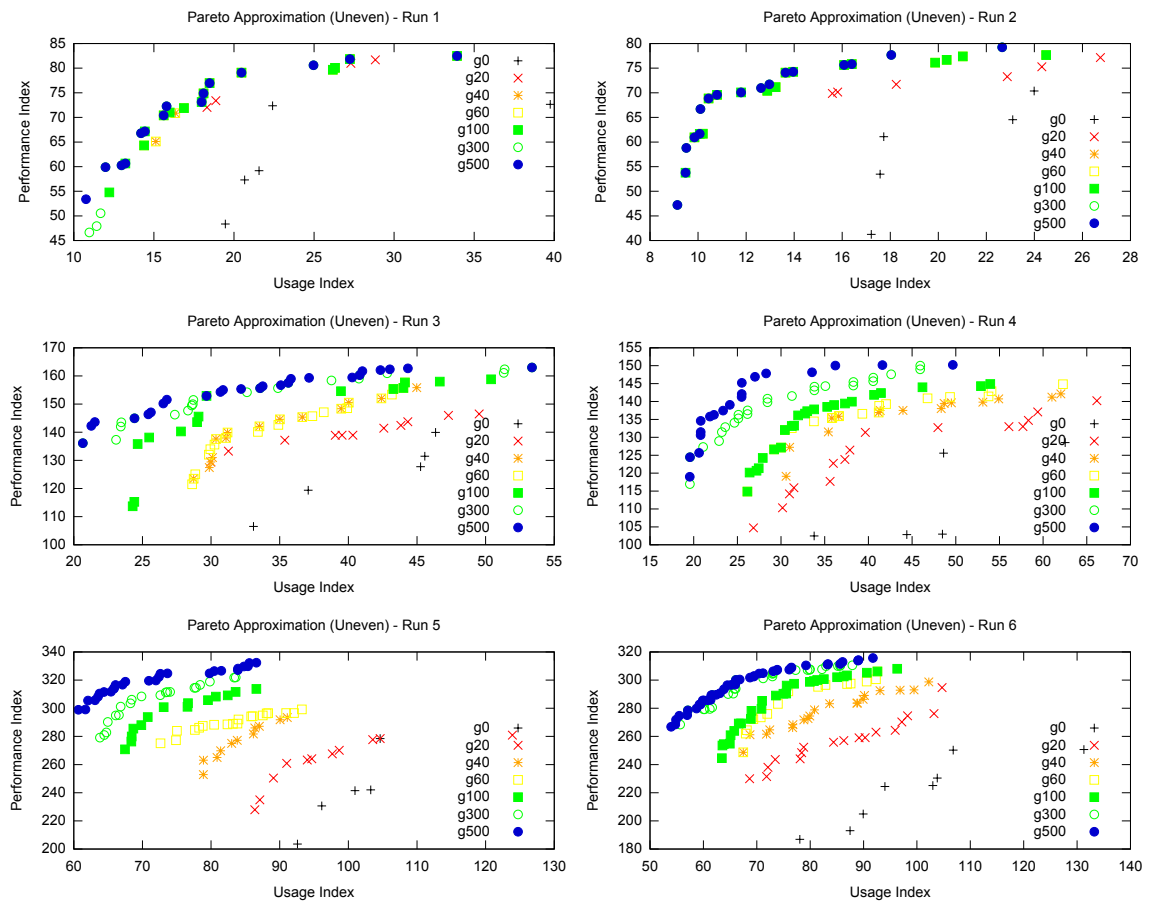 Pareto Approximation (Uneven) - Run 1
Performance Index
85
80
75
70
65
60
55
50
45
10
15
20
25
30
35
40
Usage Index
g0
g20
g40
g60
g100
g300
g500
Pareto Approximation (Uneven) - Run 2
Performance Index
80
75
70
65
60
55
50
45
40
8
10
12
14
16
18
20
22
24
26
28
Usage Index
g0
g20
g40
g60
g100
g300
g500
Pareto Approximation (Uneven) - Run 3
Performance Index
170
160
150
140
130
120
110
100
20
25
30
35
40
45
50
55
Usage Index
g0
g20
g40
g60
g100
g300
g500
Pareto Approximation (Uneven) - Run 4
Performance Index
155
150
145
140
135
130
125
120
115
110
105
100
15
20
25
30
35
40
45
50
55
60
65
70
Usage Index
g0
g20
g40
g60
g100
g300
g500
Pareto Approximation (Uneven) - Run 5
Performance Index
340
320
300
280
260
240
220
200
60
70
80
90
100
110
120
130
Usage Index
g0
g20
g40
g60
g100
g300
g500
Pareto Approximation (Uneven) - Run 6
Performance Index
320
300
280
260
240
220
200
180
50
60
70
80
90
100
110
120
130
140
Usage Index
g0
g20
g40
g60
g100
g300
g500